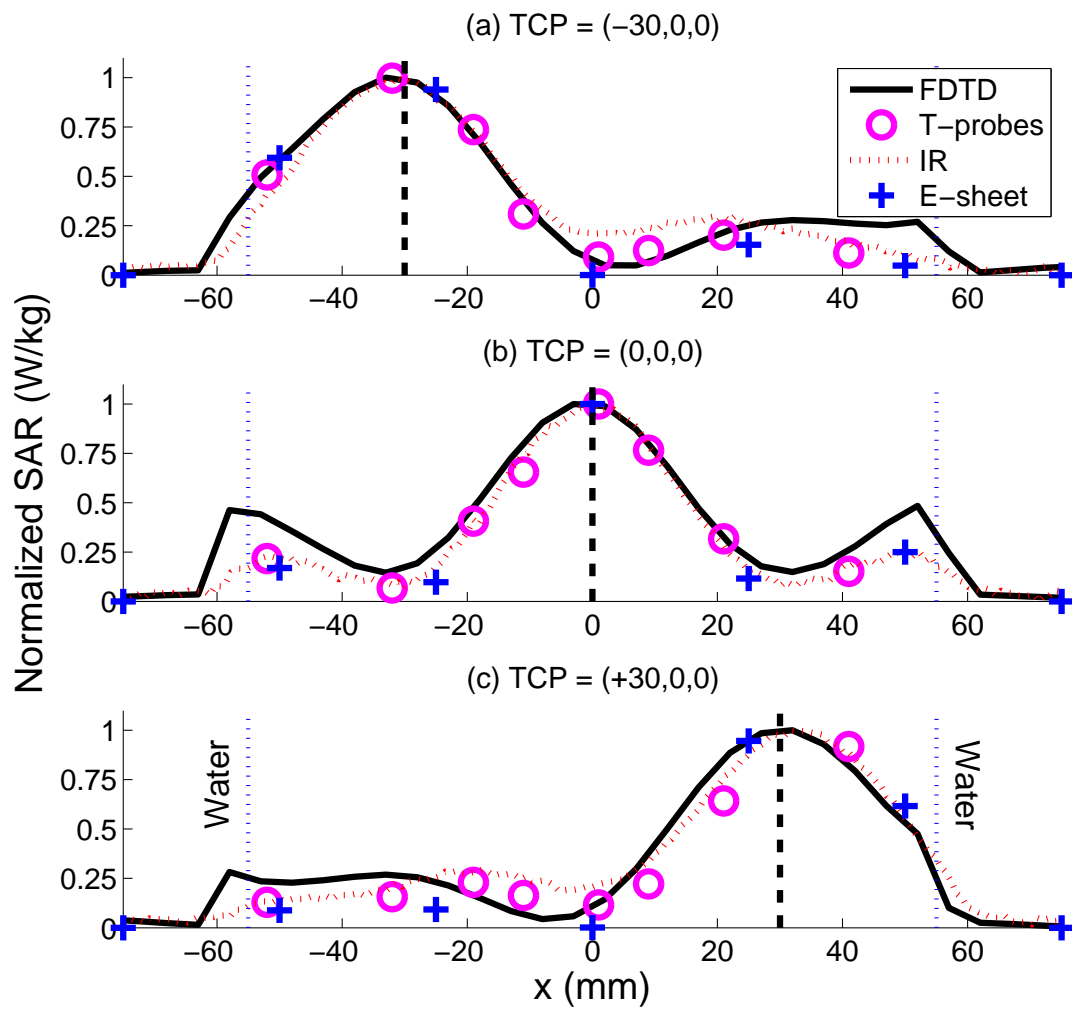 (a) TCP = (−30,0,0)
1
0.75
0.5
0.25
0
−60 −40 −20 0 20 40 60
FDTD
T−probes
IR
E−sheet
(b) TCP = (0,0,0)
1
0.75
0.5
0.25
0
−60 −40 −20 0 20 40 60
Normalized SAR (W/kg)
(c) TCP = (+30,0,0)
1
0.75
0.5
0.25
0
Water
Water
−60 −40 −20 0 20 40 60
x (mm)